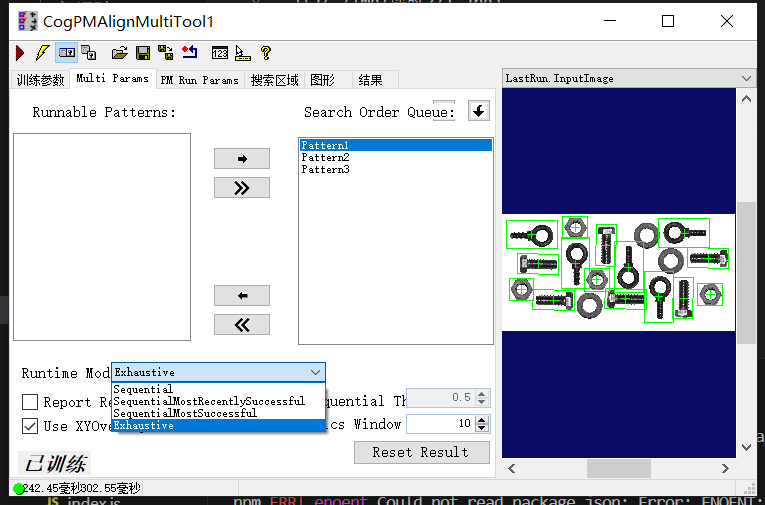 CogPMAlignMultiTool1
训练参数 Multi Params PM Run Params 搜索区域 图形 结果
LastRun.InputImage
Runnable Patterns:
Search Order Queue:
Pattern1
Pattern2
Pattern3
Runtime Mod
Exhaustive
Sequential
SequentialMostRecentlySuccessful
SequentialMostSuccessful
Exhaustive
Report Re
quential Th
0.5
Use XYOve
ics Window
10
Reset Result
已训练
242.45毫秒302.55毫秒
JS index.js
npm ERR! enoent Could not read package.json: Error: ENOENT: